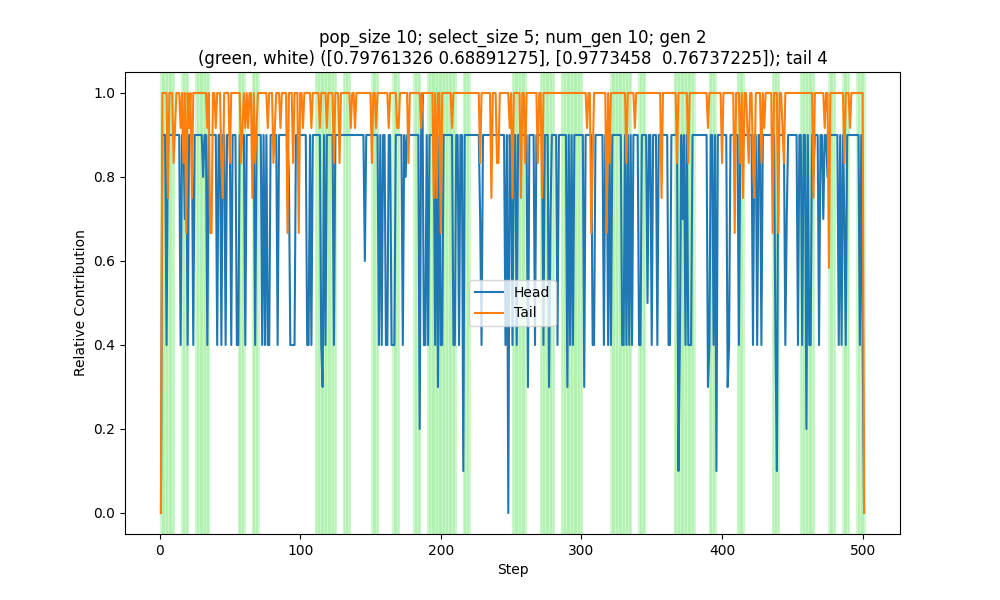 pop_size 10; select_size 5; num_gen 10; gen 2
(green, white) ([0.79761326 0.68891275], [0.9773458  0.76737225]); tail 4
1.0
0.8
0.6
0.4
0.2
0.0
Relative Contribution
Head
Tail
0 100 200 300 400 500
Step